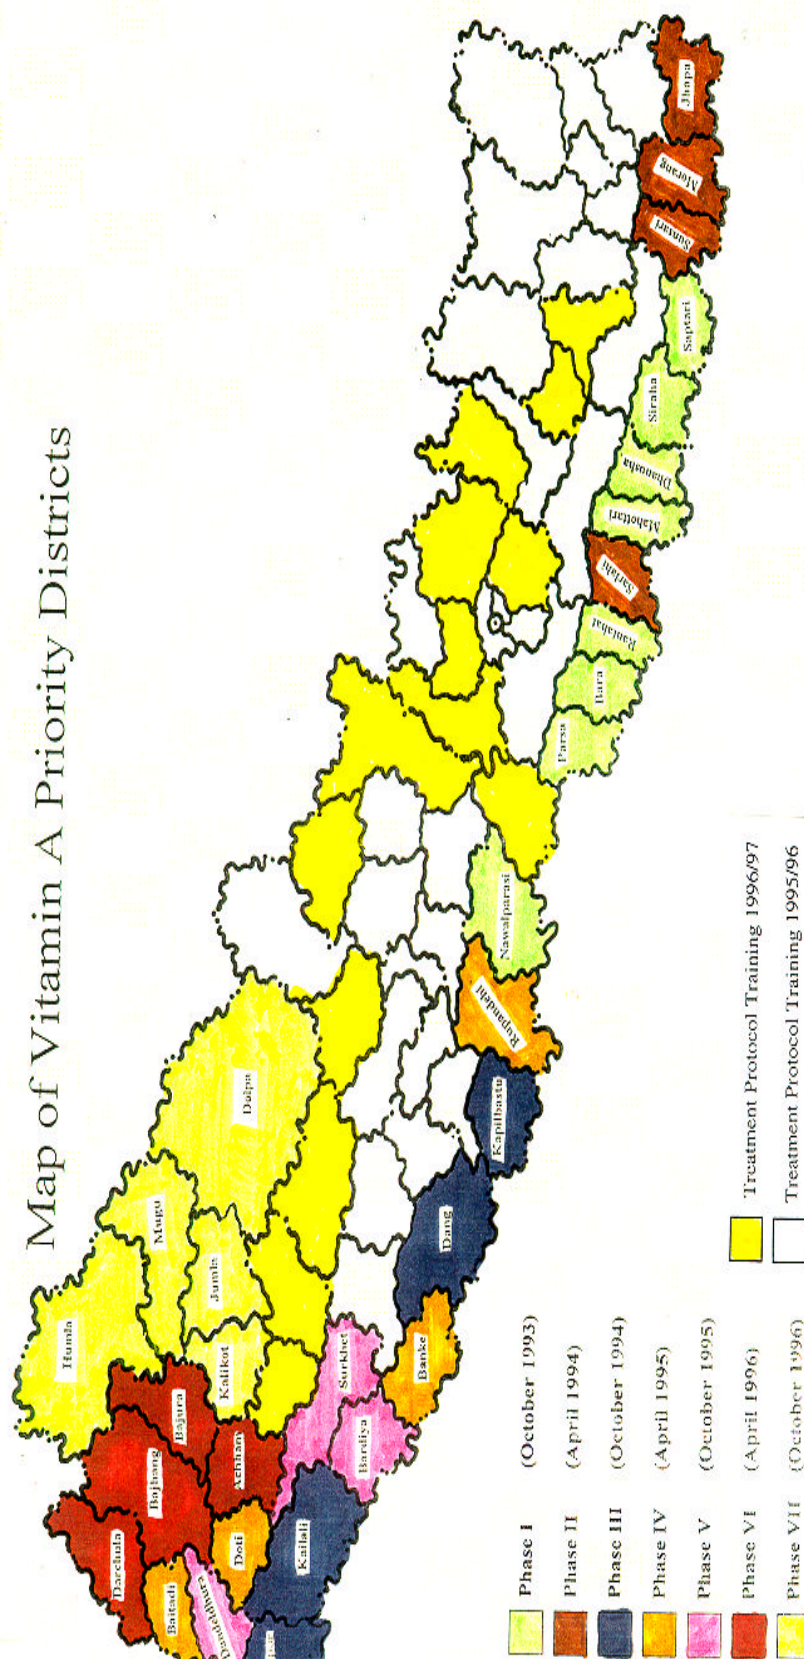 Map of Vitamin A Priority Districts
Humla
Mugu
Dolpa
Jumla
Kalikot
Darchula
Bajhang
Bajura
Achham
Baitadi
Dandeldhura
Doti
Kailali
Surkhet
Bardiya
Banke
Dang
Kapilbastu
Rupandehi
Nawalparasi
Parsa
Bara
Rautahat
Sarlahi
Mahottari
Dhanusha
Siraha
Saptari
Sunsari
Morang
Jhapa
Phase I (October 1993)
Phase II (April 1994)
Phase III (October 1994)
Phase IV (April 1995)
Phase V (October 1995)
Phase VI (April 1996)
Phase VII (October 1996)
Treatment Protocol Training 1996/97
Treatment Protocol Training 1995/96